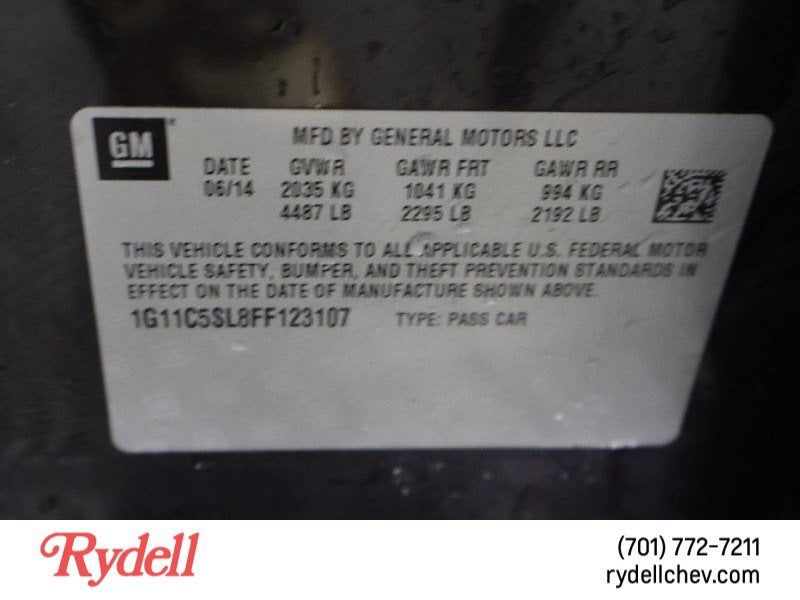 GM
MFD BY GENERAL MOTORS LLC
DATE GVWR GAWR FRT GAWR RR
06/14 2035 KG 1041 KG 994 KG
4487 LB 2295 LB 2192 LB
THIS VEHICLE CONFORMS TO ALL APPLICABLE U.S. FEDERAL MOTOR
VEHICLE SAFETY, BUMPER, AND THEFT PREVENTION STANDARDS IN
EFFECT ON THE DATE OF MANUFACTURE SHOWN ABOVE.
1G11C5SL8FF123107 TYPE: PASS CAR
Rydell
(701) 772-7211
rydellchev.com